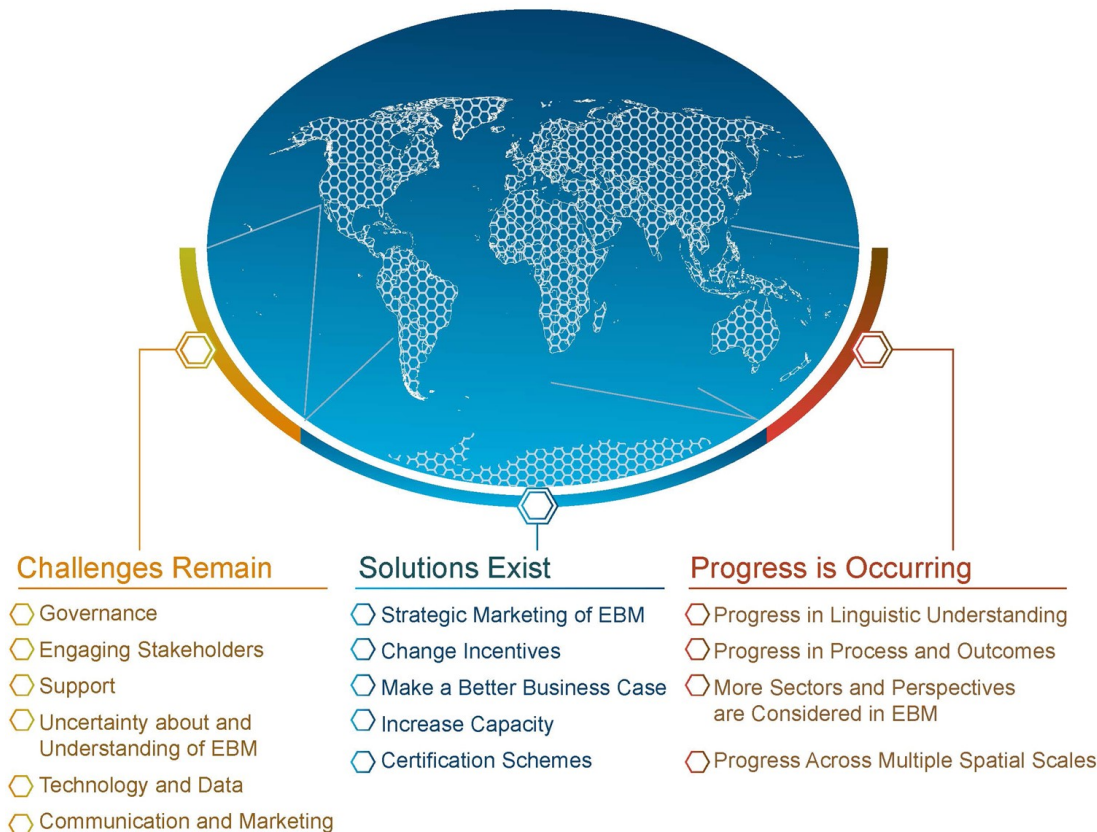 Challenges Remain
Governance
Engaging Stakeholders
Support
Uncertainty about and
Understanding of EBM
Technology and Data
Communication and Marketing
Solutions Exist
Strategic Marketing of EBM
Change Incentives
Make a Better Business Case
Increase Capacity
Certification Schemes
Progress is Occurring
Progress in Linguistic Understanding
Progress in Process and Outcomes
More Sectors and Perspectives
are Considered in EBM
Progress Across Multiple Spatial Scales